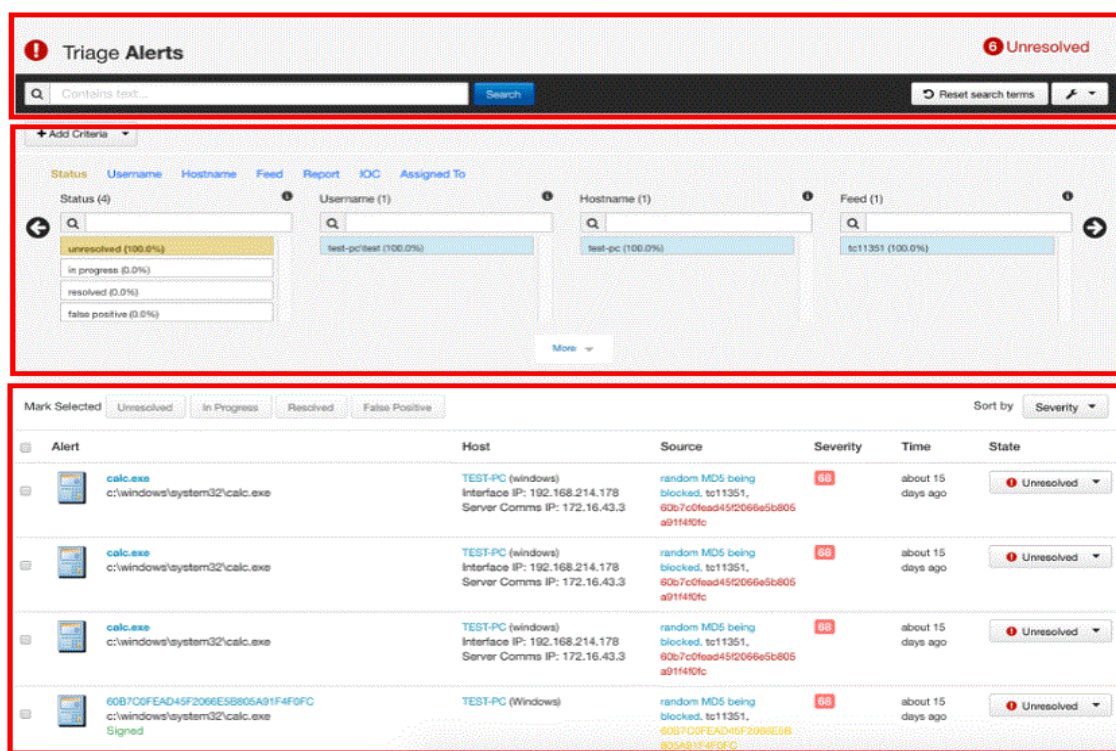 Triage Alerts
6 Unresolved
Contains text...
Search
Reset search terms
Add Criteria
Status Username Hostname Feed Report IOC Assigned To
Status (4) Username (1) Hostname (1) Feed (1)
unresolved (100.0%) test-pc\test (100.0%) test-pc (100.0%) tc11351 (100.0%)
in progress (0.0%)
resolved (0.0%)
false positive (0.0%)
More
Mark Selected Unresolved In Progress Resolved False Positive Sort by Severity
Alert Host Source Severity Time State
calc.exe TEST-PC (windows) random MD5 being 68 about 15 Unresolved
c:\windows\system32\calc.exe Interface IP: 192.168.214.178 blocked, tc11351, days ago
Server Comms IP: 172.16.43.3 60b7c0fead45f2066e5b805
a91f4f0fc
calc.exe TEST-PC (windows) random MD5 being 68 about 15 Unresolved
c:\windows\system32\calc.exe Interface IP: 192.168.214.178 blocked, tc11351, days ago
Server Comms IP: 172.16.43.3 60b7c0fead45f2066e5b805
a91f4f0fc
calc.exe TEST-PC (windows) random MD5 being 68 about 15 Unresolved
c:\windows\system32\calc.exe Interface IP: 192.168.214.178 blocked, tc11351, days ago
Server Comms IP: 172.16.43.3 60b7c0fead45f2066e5b805
a91f4f0fc
60B7C0FEAD45F2066E5B805A91F4F0FC TEST-PC (Windows) random MD5 being 68 about 15 Unresolved
c:\windows\system32\calc.exe blocked, tc11351, days ago
Signed 60B7C0FEAD45F2066E5B
805A91F4F0FC